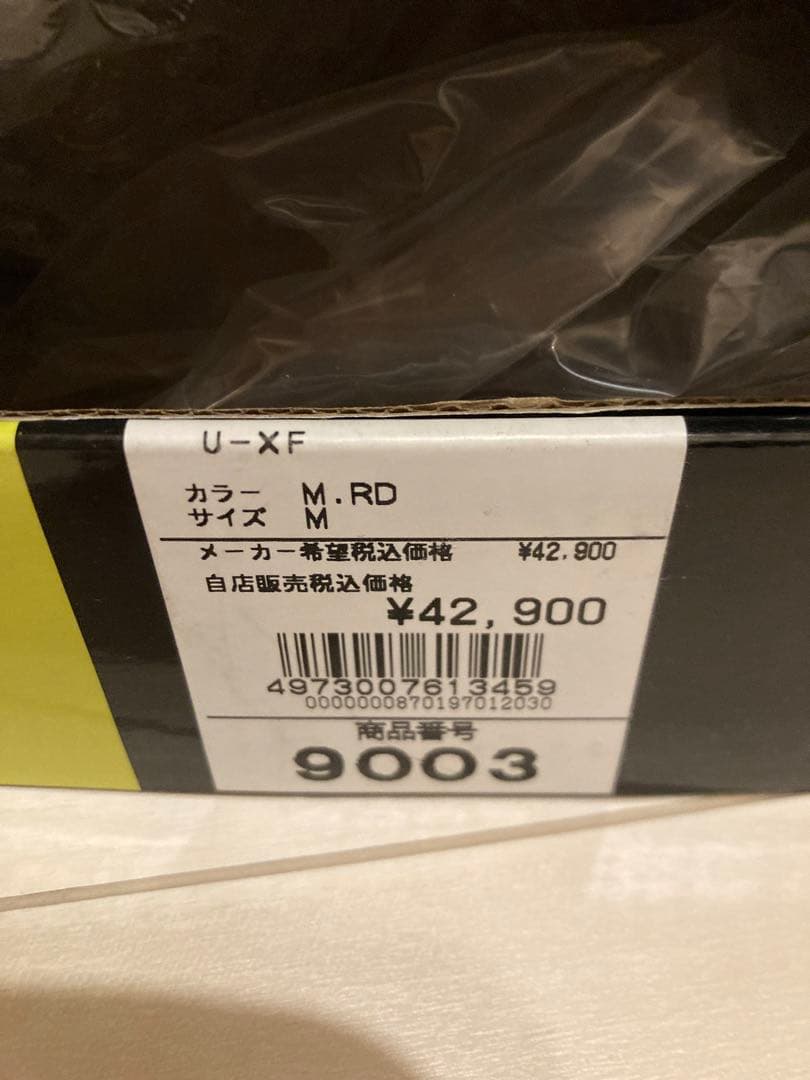 U-XF
カラー M.RD
サイズ M
メーカー希望税込価格 ¥42,900
自店販売税込価格
¥42,900
4973007613459
0000000870197012030
商品番号
9003